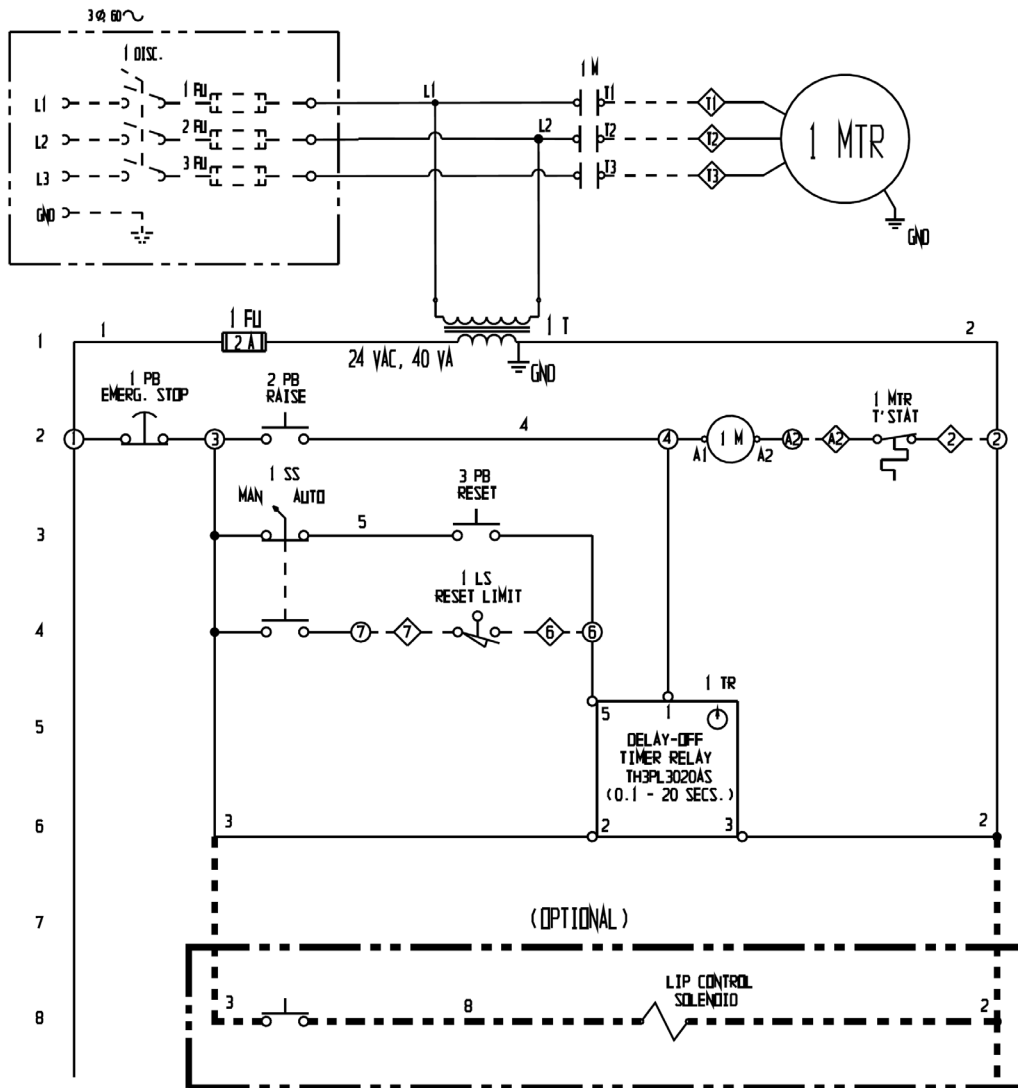 3Ø, 60~
1 DISC.
L1
L2
L3
GND
1 FU
2 FU
3 FU
L1
L2
1 M
T1
T2
T3
T1
T2
T3
1 MTR
GND
1
1
1 FU
2 A
24 VAC, 40 VA
1 T
GND
2
2
1 PB
EMERG. STOP
1
3
2 PB
RAISE
4
4
A1
1 M
A2
A2
A2
1 MTR
T'STAT
2
2
3
1 SS
MAN AUTO
5
3 PB
RESET
4
7
7
1 LS
RESET LIMIT
6
6
5
5
1
1 TR
DELAY-OFF
TIMER RELAY
TH3PL3020AS
(0.1 - 20 SECS.)
6
3
2
3
2
7
(OPTIONAL)
8
3
8
LIP CONTROL
SOLENOID
2